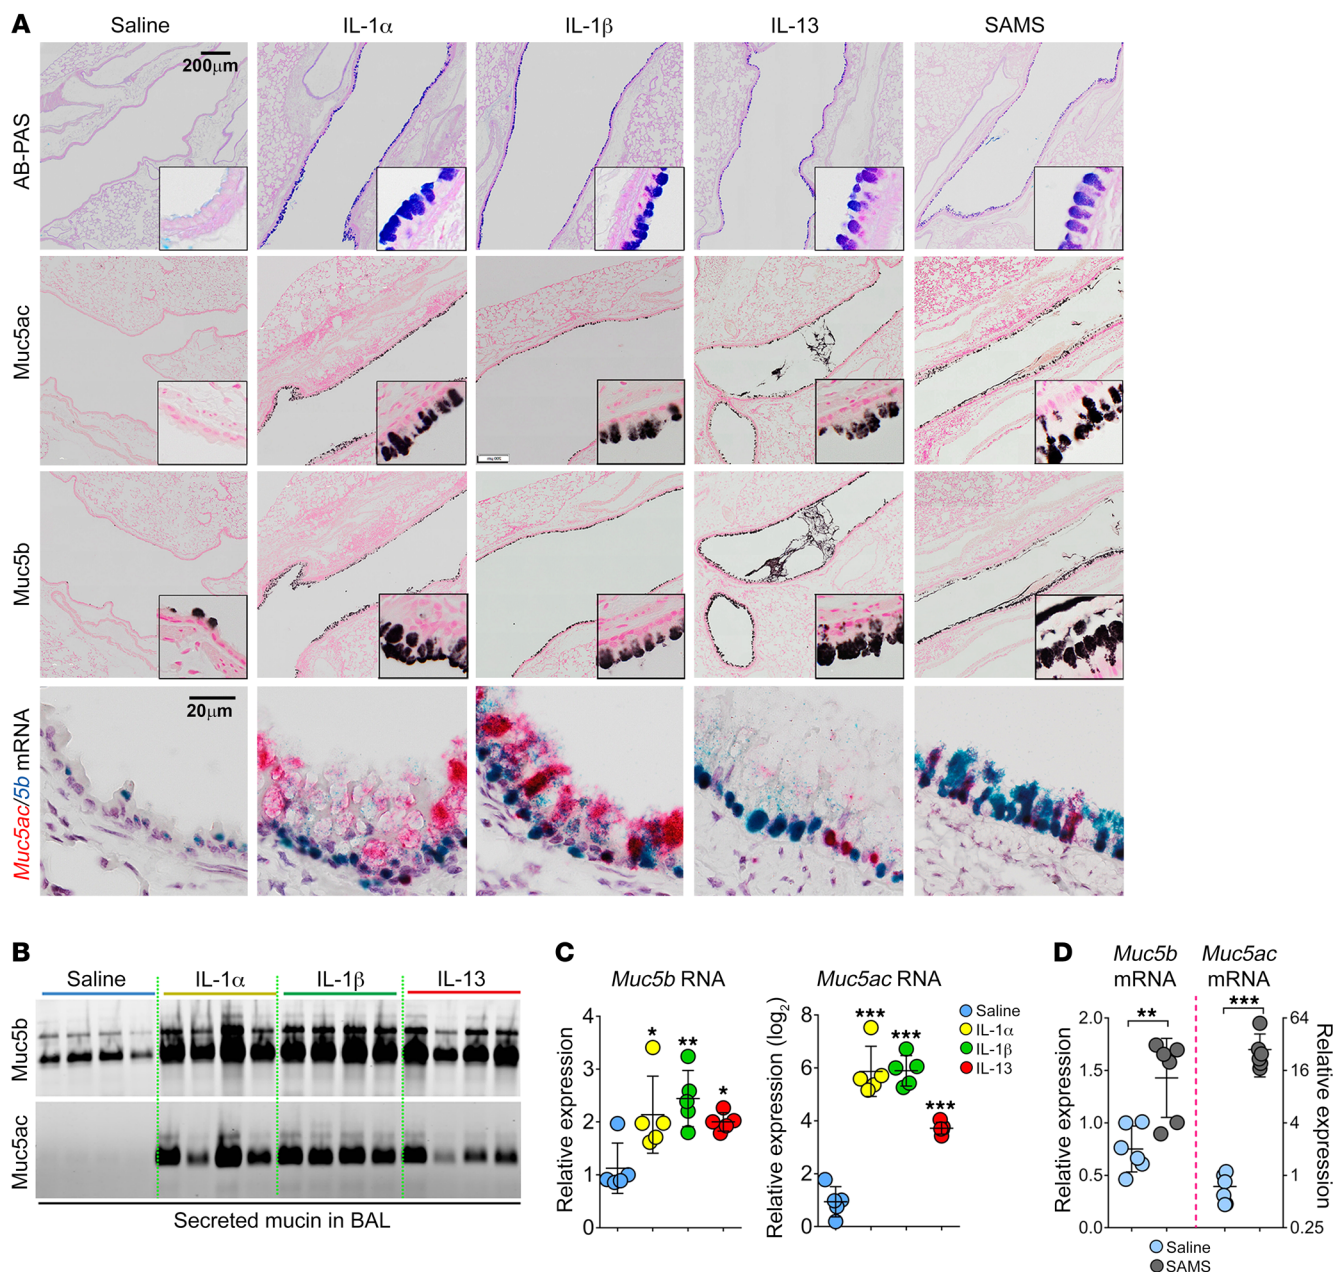 A
Saline IL-1α IL-1β IL-13 SAMS
AB-PAS
200μm
Muc5ac
Muc5b
Muc5ac/5b mRNA
20μm
B
Saline IL-1α IL-1β IL-13
Muc5b
Muc5ac
Secreted mucin in BAL
C
Muc5b RNA
Relative expression
4
3
2
1
0
* ** *
Muc5ac RNA
Relative expression (log2)
8
6
4
2
0
*** *** ***
Saline
IL-1α
IL-1β
IL-13
D
Muc5b mRNA
Muc5ac mRNA
** ***
Relative expression
2.0
1.5
1.0
0.5
0.0
64
16
4
1
0.25
Relative expression
Saline
SAMS